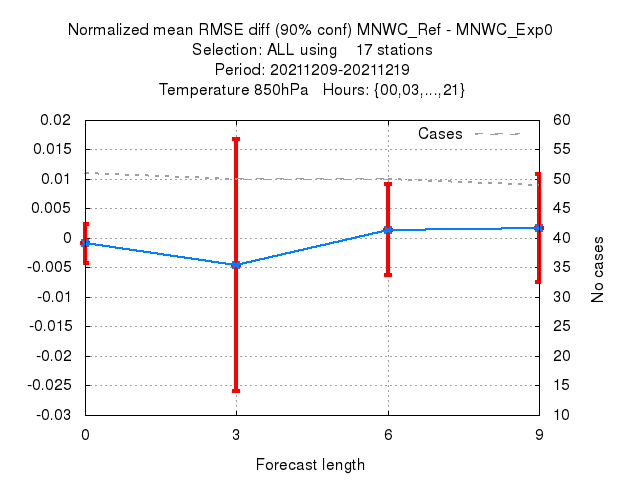 Normalized mean RMSE diff (90% conf) MNWC_Ref - MNWC_Exp0
Selection: ALL using    17 stations
Period: 20211209-20211219
Temperature 850hPa   Hours: {00,03,...,21}
Cases
0.02
0.015
0.01
0.005
0
-0.005
-0.01
-0.015
-0.02
-0.025
-0.03
60
55
50
45
40
35
30
25
20
15
10
No cases
0 3 6 9
Forecast length